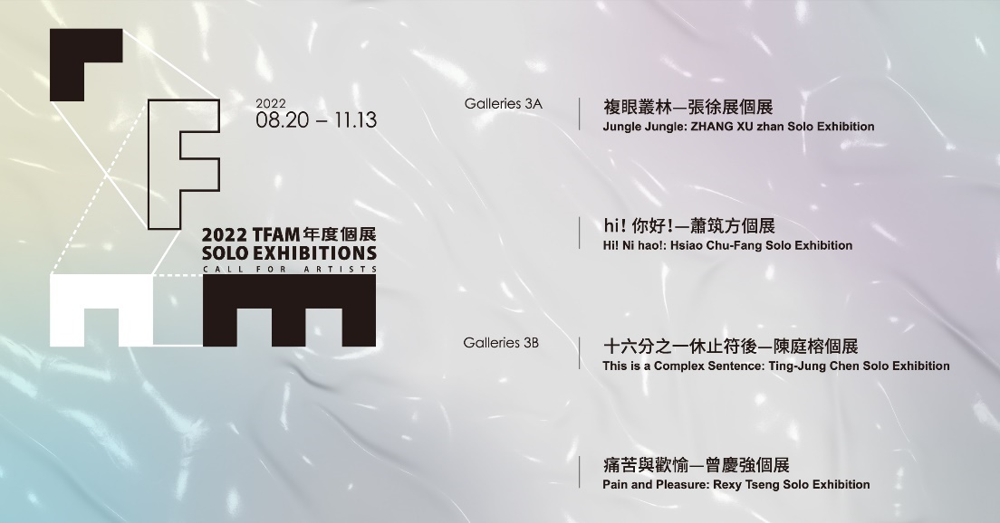 2022
08.20 – 11.13
F
2022 TFAM 年度個展
SOLO EXHIBITIONS
CALL FOR ARTISTS
Galleries 3A
複眼叢林—張徐展個展
Jungle Jungle: ZHANG XU zhan Solo Exhibition
hi! 你好!—蕭筑方個展
Hi! Ni hao!: Hsiao Chu-Fang Solo Exhibition
Galleries 3B
十六分之一休止符後—陳庭榕個展
This is a Complex Sentence: Ting-Jung Chen Solo Exhibition
痛苦與歡愉—曾慶強個展
Pain and Pleasure: Rexy Tseng Solo Exhibition